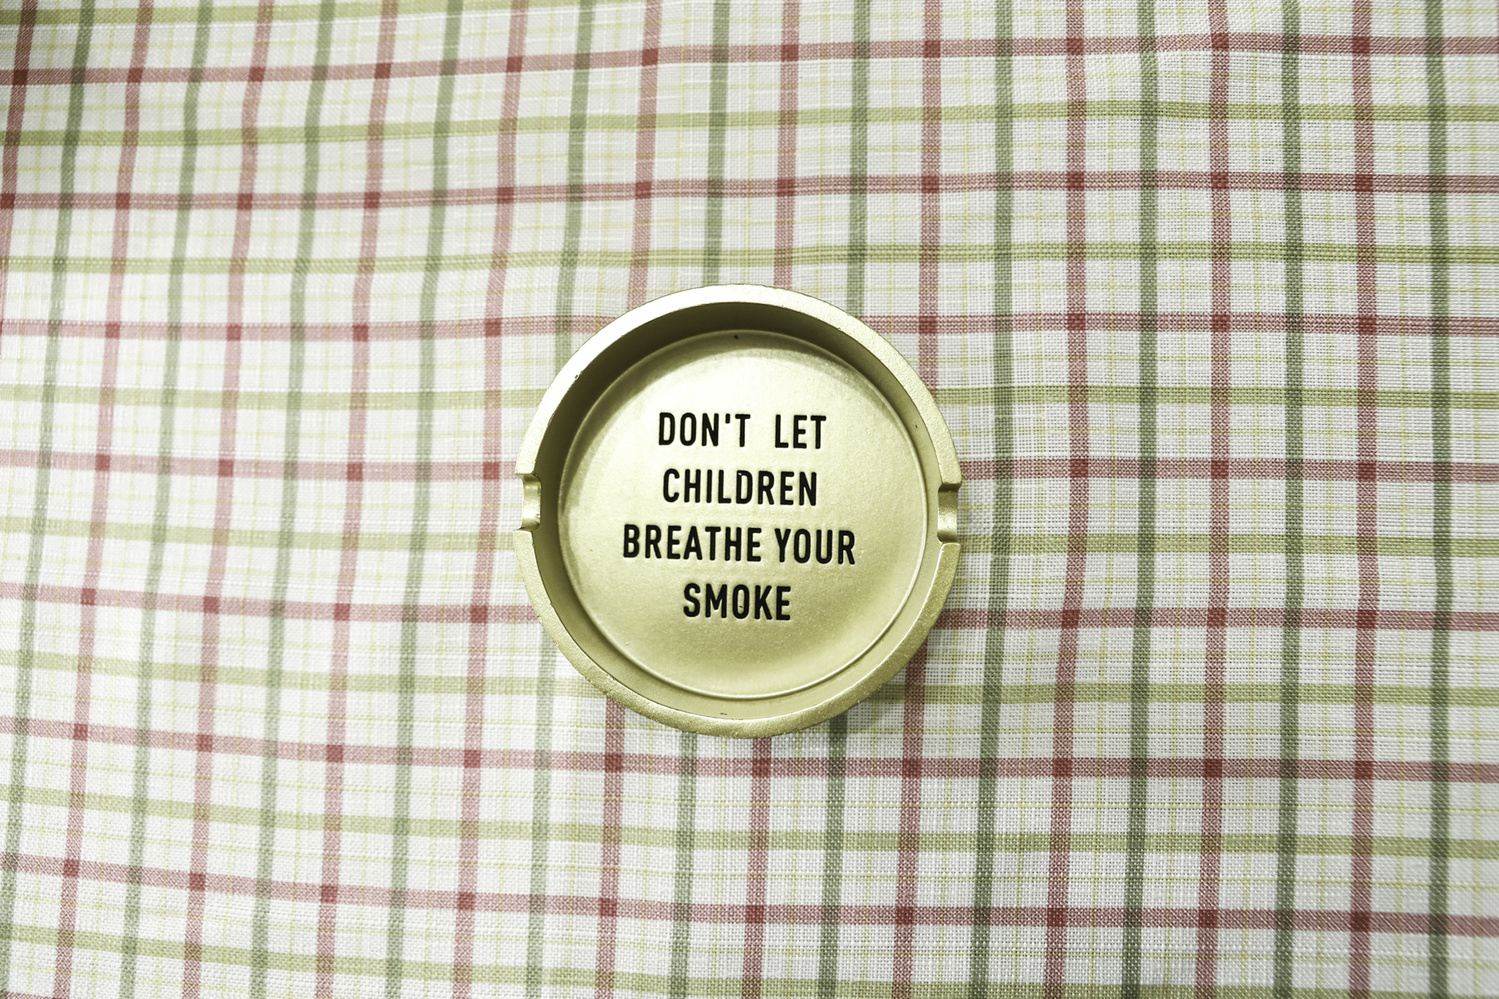 DON'T LET
CHILDREN
BREATHE YOUR
SMOKE